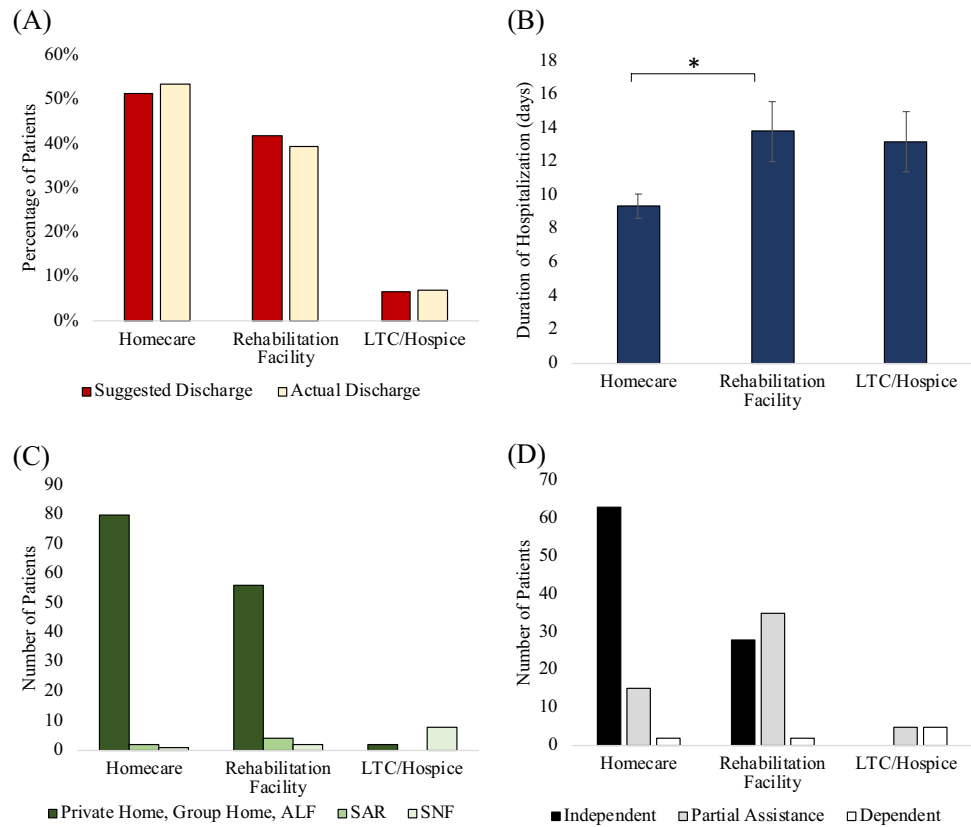 (A)
60%
50%
40%
30%
20%
10%
0%
Percentage of Patients
Homecare
Rehabilitation
Facility
LTC/Hospice
Suggested Discharge
Actual Discharge
(B)
*
18
16
14
12
10
8
6
4
2
0
Duration of Hospitalization (days)
Homecare
Rehabilitation
Facility
LTC/Hospice
(C)
90
80
70
60
50
40
30
20
10
0
Number of Patients
Homecare
Rehabilitation
Facility
LTC/Hospice
Private Home, Group Home, ALF
SAR
SNF
(D)
70
60
50
40
30
20
10
0
Number of Patients
Homecare
Rehabilitation
Facility
LTC/Hospice
Independent
Partial Assistance
Dependent